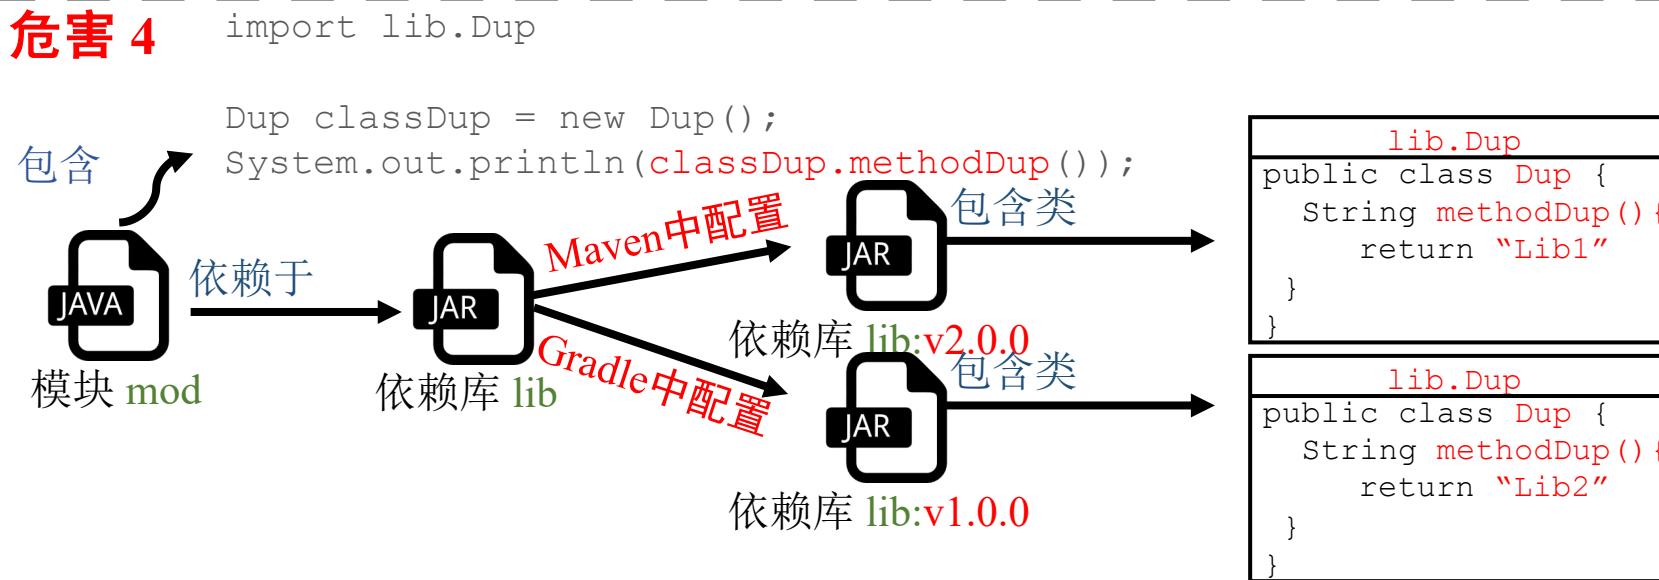 危害 4
import lib.Dup
Dup classDup = new Dup();
System.out.println(classDup.methodDup());
包含
JAVA
模块 mod
依赖于
JAR
依赖库 lib
Maven中配置
Gradle中配置
JAR
依赖库 lib:v2.0.0
包含类
JAR
依赖库 lib:v1.0.0
包含类
lib.Dup
public class Dup {
String methodDup(){
return “Lib1”
}
}
lib.Dup
public class Dup {
String methodDup(){
return “Lib2”
}
}